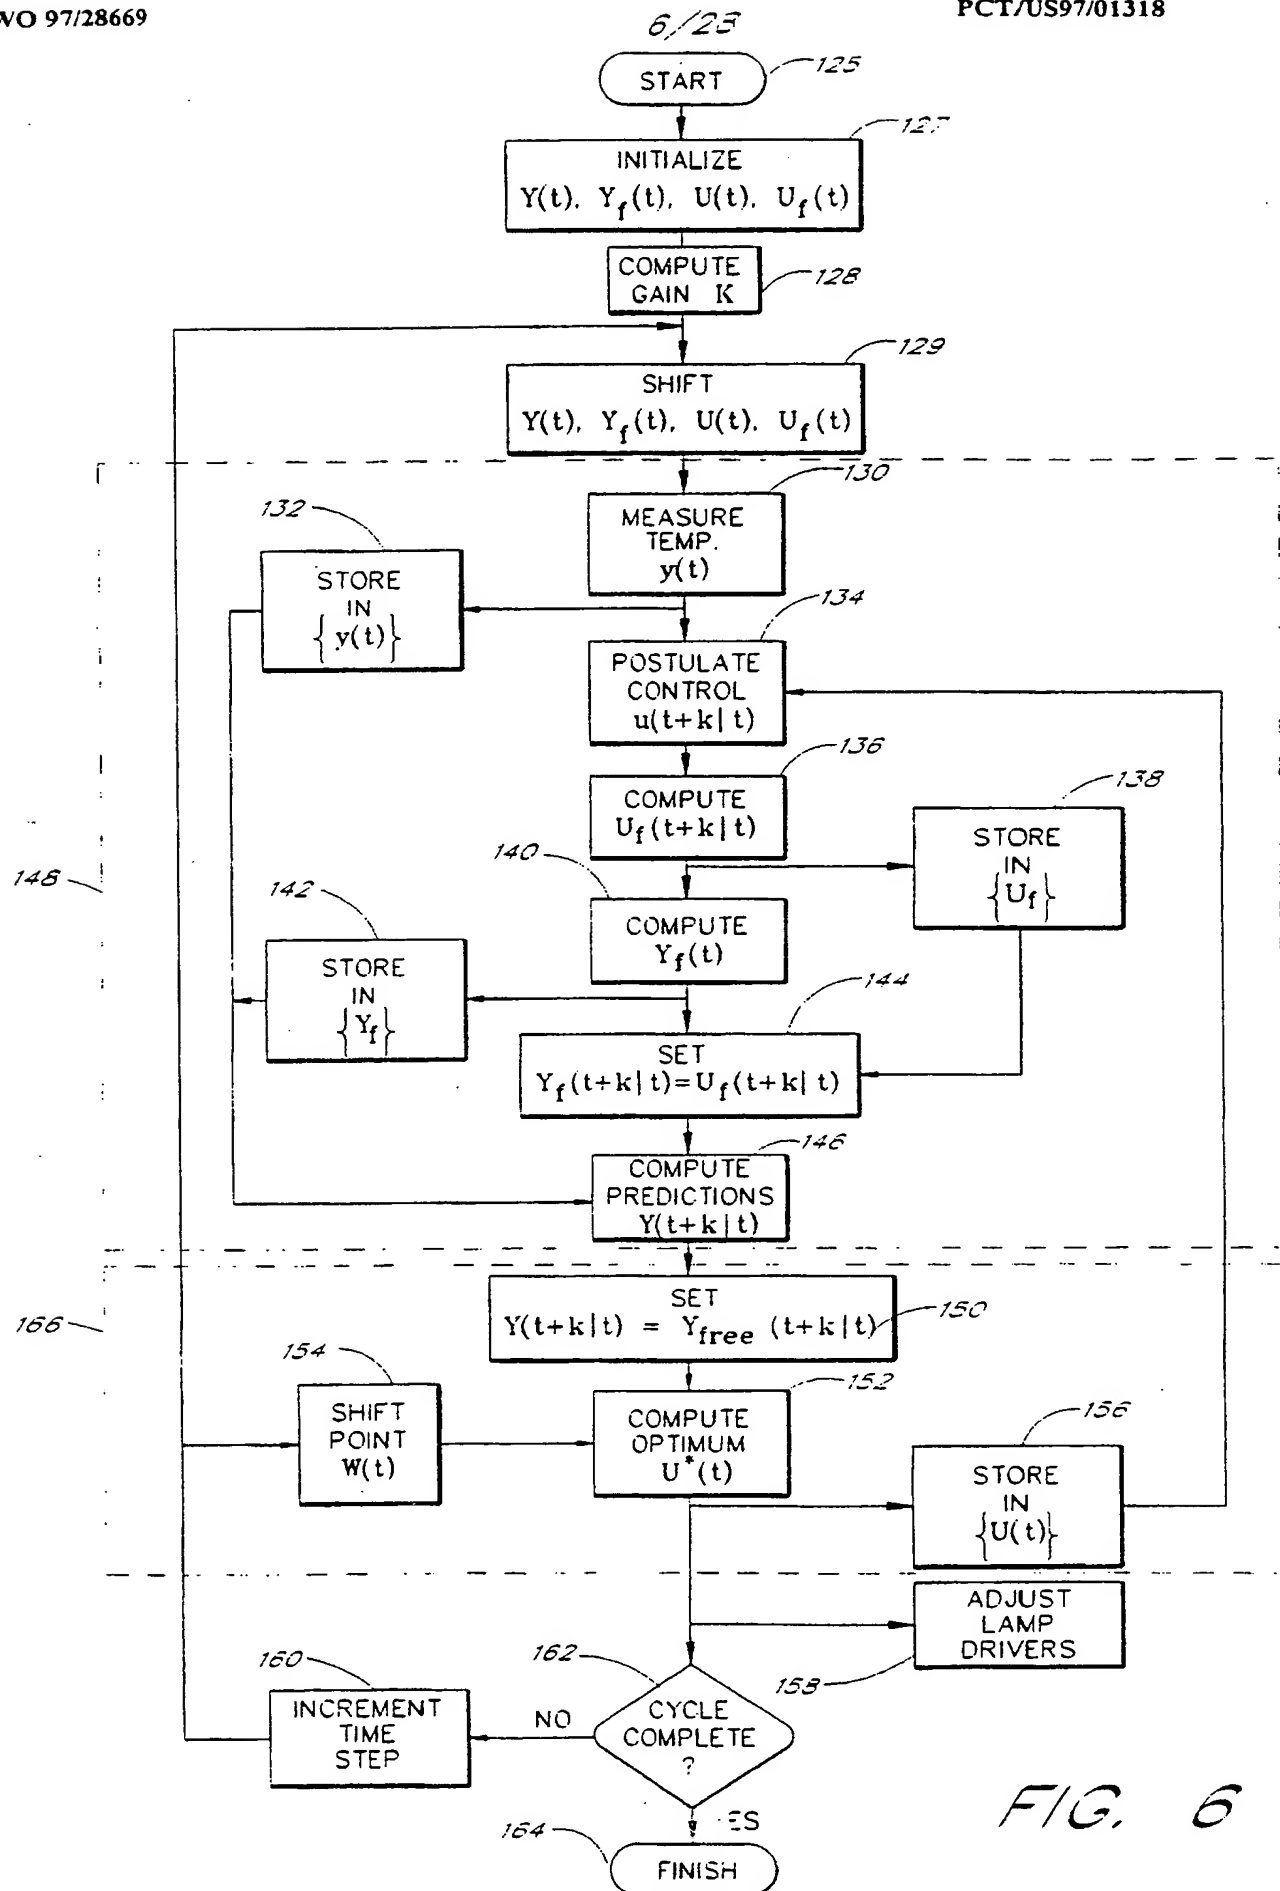 WO 97/28669
PCT/US97/01318
6/23
START
125
127
INITIALIZE
Y(t), Y_f(t), U(t), U_f(t)
COMPUTE
GAIN K
128
129
SHIFT
Y(t), Y_f(t), U(t), U_f(t)
130
MEASURE
TEMP.
y(t)
132
STORE
IN
{y(t)}
134
POSTULATE
CONTROL
u(t+k|t)
136
COMPUTE
U_f(t+k|t)
138
STORE
IN
{U_f}
140
COMPUTE
Y_f(t)
148
142
STORE
IN
{Y_f}
144
SET
Y_f(t+k|t)=U_f(t+k|t)
146
COMPUTE
PREDICTIONS
Y(t+k|t)
166
SET
Y(t+k|t) = Y_free (t+k|t)
150
154
SHIFT
POINT
W(t)
152
COMPUTE
OPTIMUM
U*(t)
156
STORE
IN
{U(t)}
ADJUST
LAMP
DRIVERS
158
160
INCREMENT
TIME
STEP
NO
162
CYCLE
COMPLETE
?
ES
164
FINISH
FIG. 6